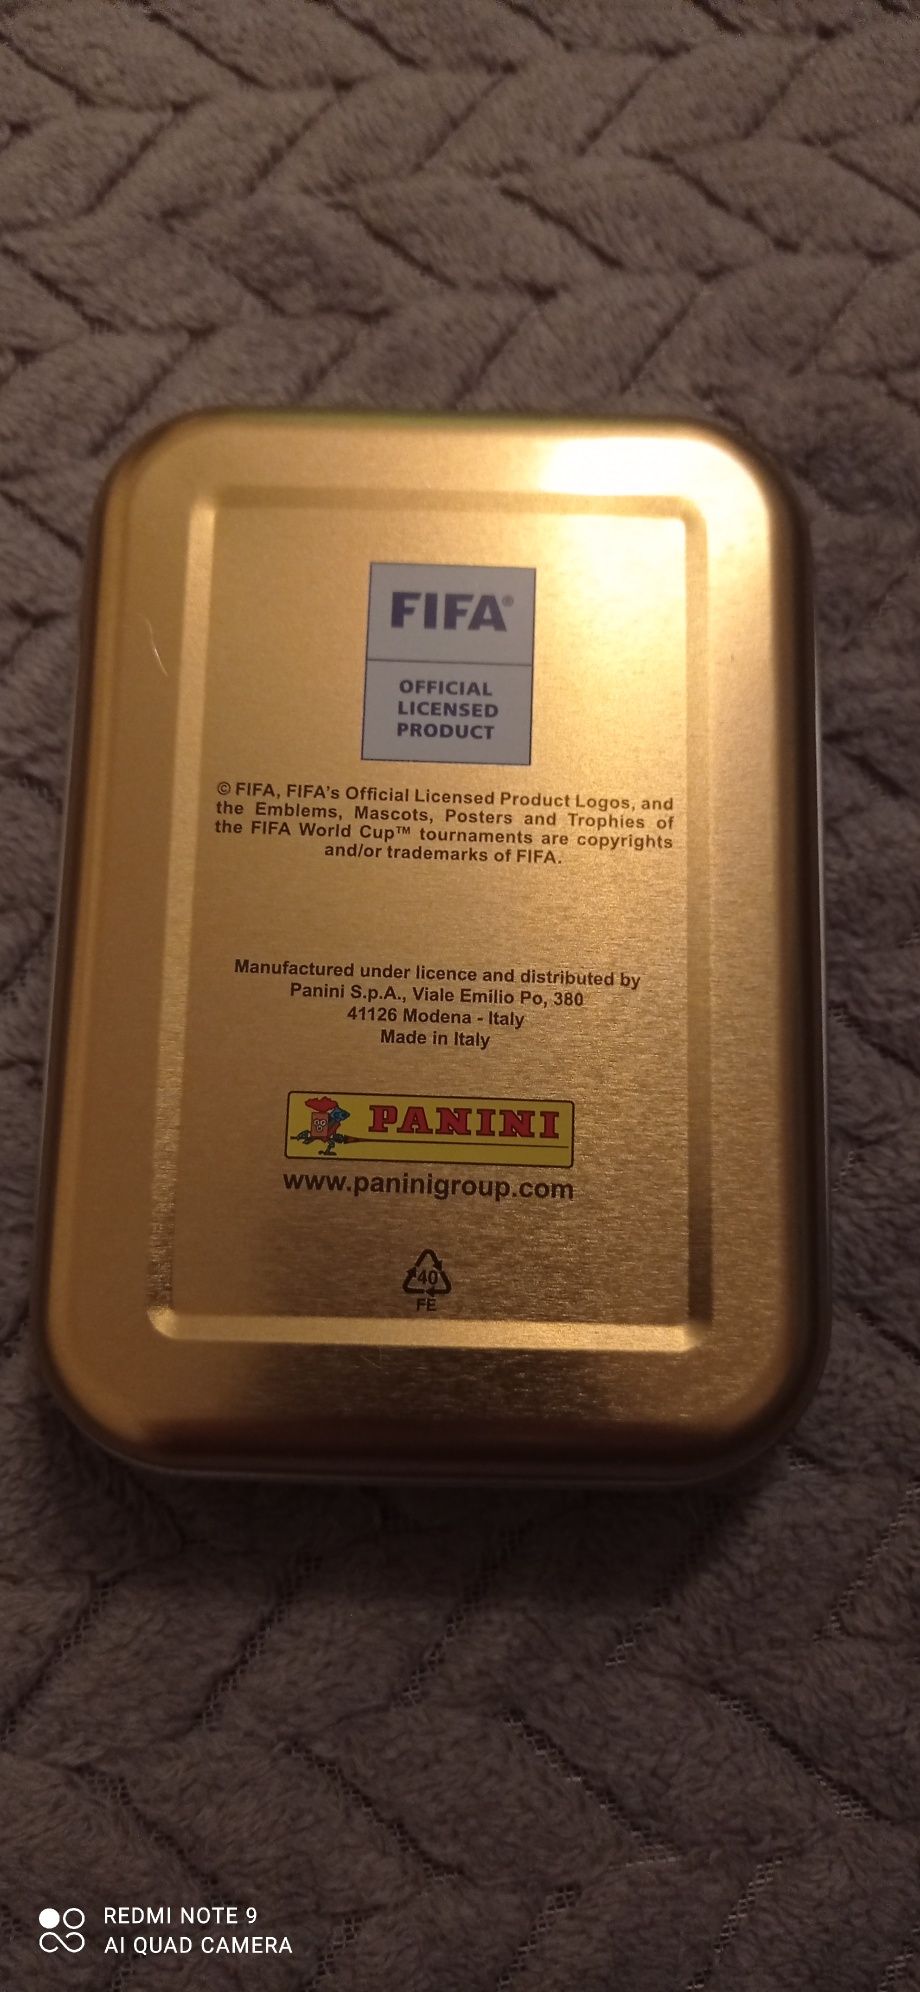 FIFA®
OFFICIAL
LICENSED
PRODUCT
© FIFA, FIFA's Official Licensed Product Logos, and
the Emblems, Mascots, Posters and Trophies of
the FIFA World Cup™ tournaments are copyrights
and/or trademarks of FIFA.
Manufactured under licence and distributed by
Panini S.p.A., Viale Emilio Po, 380
41126 Modena - Italy
Made in Italy
PANINI
www.paninigroup.com
40
FE
REDMI NOTE 9
AI QUAD CAMERA